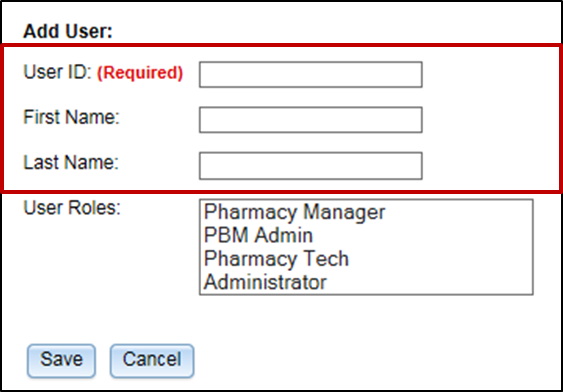 Add User:
User ID: (Required)
First Name:
Last Name:
User Roles:
Pharmacy Manager
PBM Admin
Pharmacy Tech
Administrator
Save Cancel